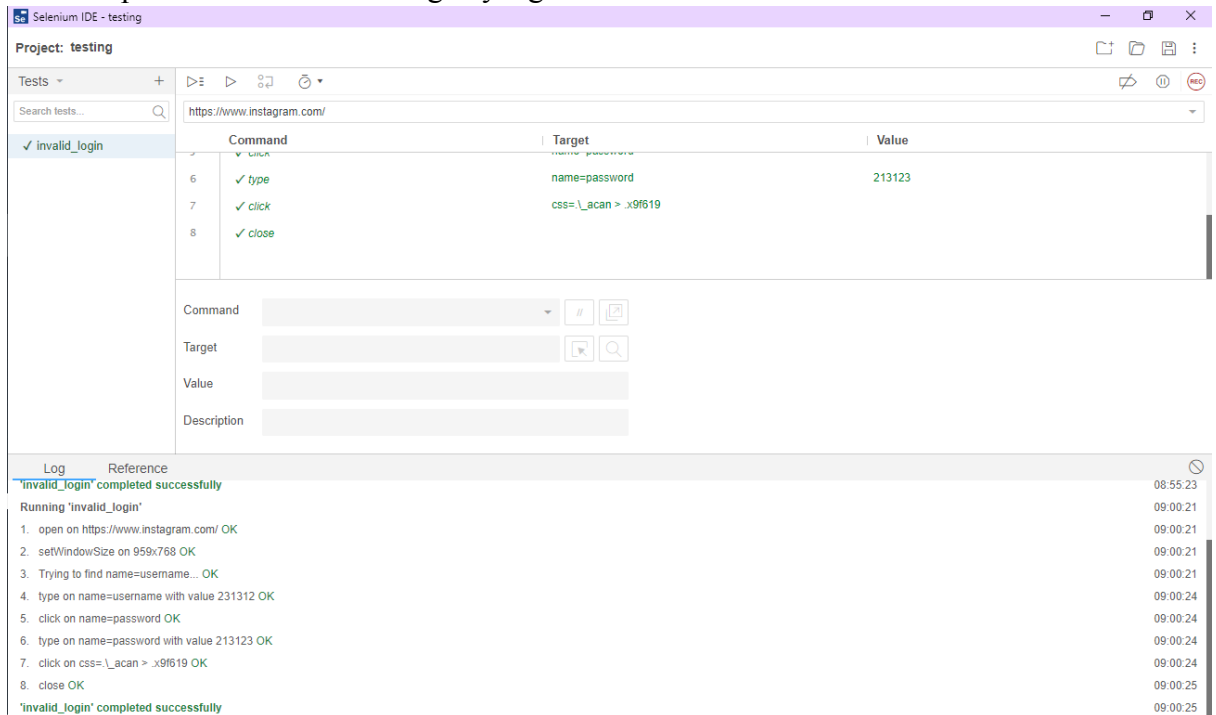 Selenium IDE - testing
Project: testing
Tests
Search tests...
https://www.instagram.com/
REC
invalid_login
Command Target Value
5 click name=password
6 type name=password 213123
7 click css=.\_acan > .x9f619
8 close
Command //
Target
Value
Description
Log Reference
'invalid_login' completed successfully 08:55:23
Running 'invalid_login' 09:00:21
1. open on https://www.instagram.com/ OK 09:00:21
2. setWindowSize on 959x768 OK 09:00:21
3. Trying to find name=username... OK 09:00:21
4. type on name=username with value 231312 OK 09:00:24
5. click on name=password OK 09:00:24
6. type on name=password with value 213123 OK 09:00:24
7. click on css=.\_acan > .x9f619 OK 09:00:24
8. close OK 09:00:25
'invalid_login' completed successfully 09:00:25